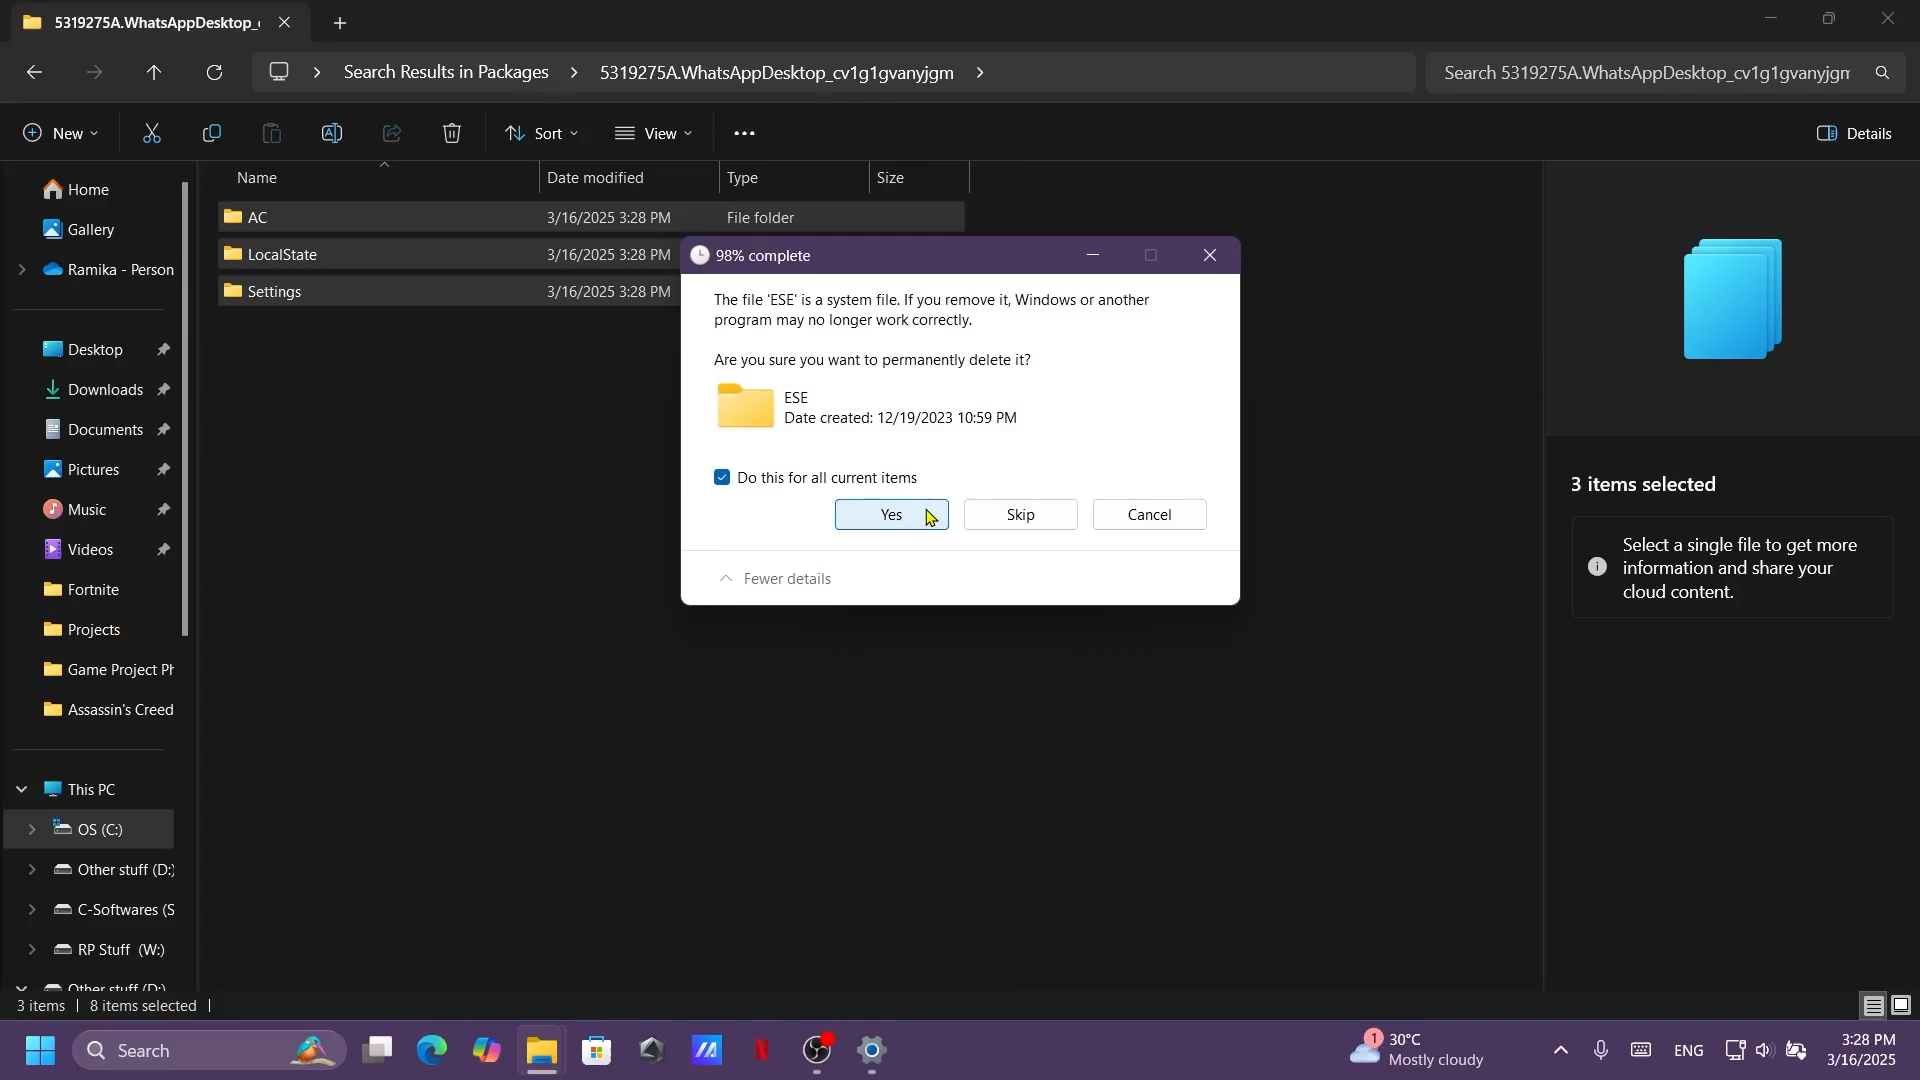 5319275A.WhatsAppDesktop_
Search Results in Packages
5319275A.WhatsAppDesktop_cv1g1gvanyjgm
Search 5319275A.WhatsAppDesktop_cv1g1gvanyjgm
New
Sort
View
Details
Name
Date modified
Type
Size
Home
Gallery
Ramika - Person
Desktop
Downloads
Documents
Pictures
Music
Videos
Fortnite
Projects
Game Project Ph
Assassin's Creed
This PC
OS (C:)
Other stuff (D:)
C-Softwares (S
RP Stuff (W:)
Other stuff (D:)
AC 3/16/2025 3:28 PM File folder
LocalState 3/16/2025 3:28 PM
Settings 3/16/2025 3:28 PM
98% complete
The file 'ESE' is a system file. If you remove it, Windows or another
program may no longer work correctly.
Are you sure you want to permanently delete it?
ESE
Date created: 12/19/2023 10:59 PM
Do this for all current items
Yes
Skip
Cancel
Fewer details
3 items selected
Select a single file to get more
information and share your
cloud content.
3 items
8 items selected
Search
1
30°C
Mostly cloudy
ENG
3:28 PM
3/16/2025